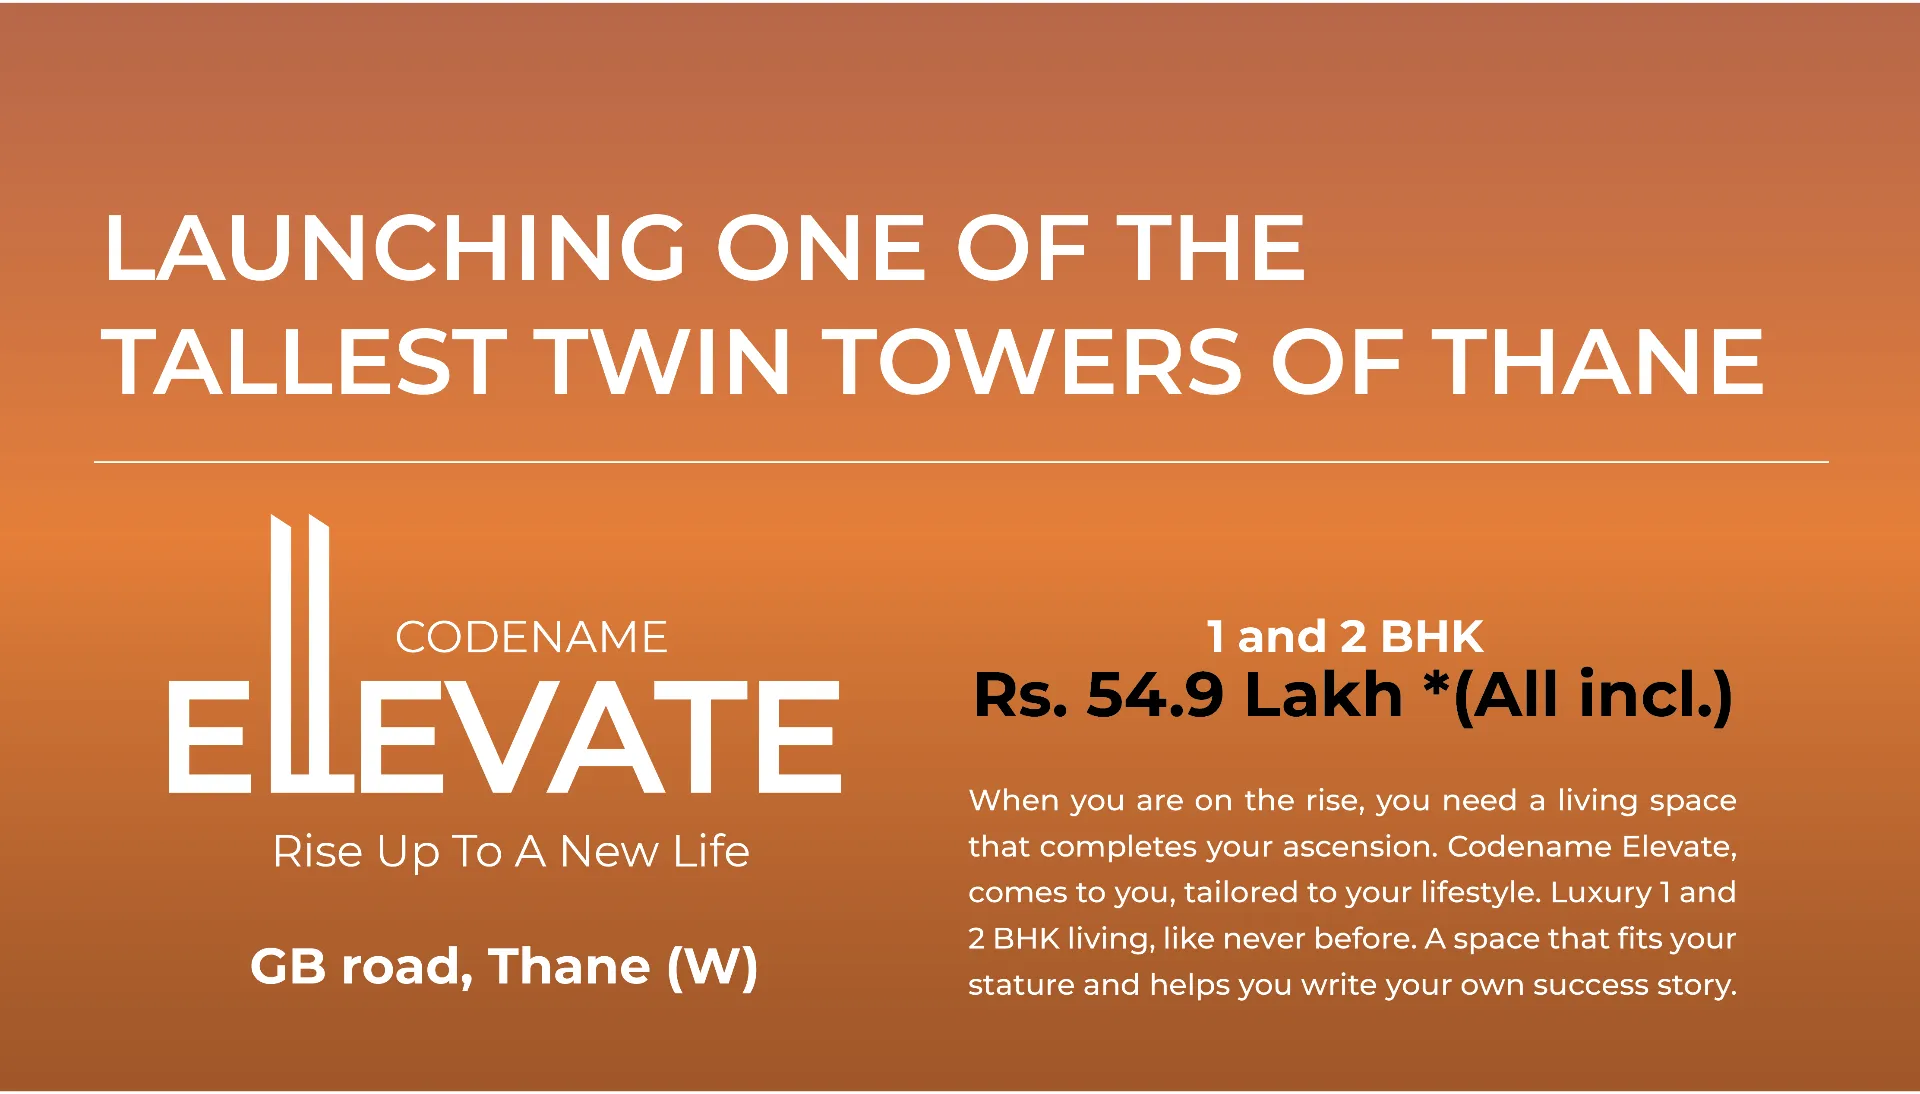 LAUNCHING ONE OF THE
TALLEST TWIN TOWERS OF THANE
CODENAME
ELEVATE
Rise Up To A New Life
GB road, Thane (W)
1 and 2 BHK
Rs. 54.9 Lakh *(All incl.)
When you are on the rise, you need a living space
that completes your ascension. Codename Elevate,
comes to you, tailored to your lifestyle. Luxury 1 and
2 BHK living, like never before. A space that fits your
stature and helps you write your own success story.